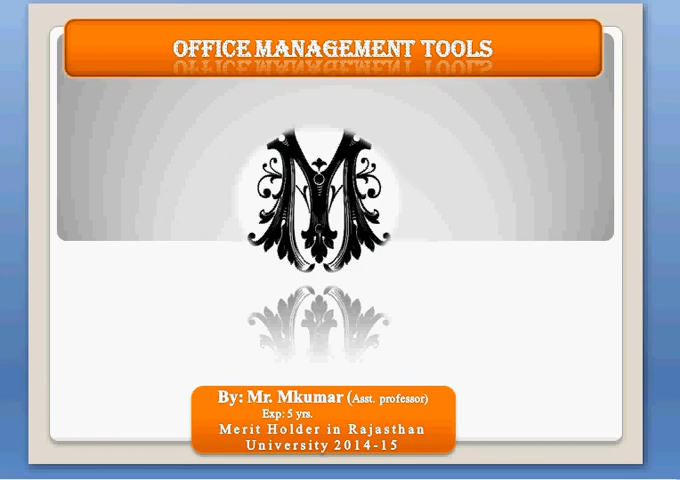 OFFICE MANAGEMENT TOOLS
M
By: Mr. Mkumar (Asst. professor)
Exp: 5 yrs.
Merit Holder in Rajasthan
University 2014-15